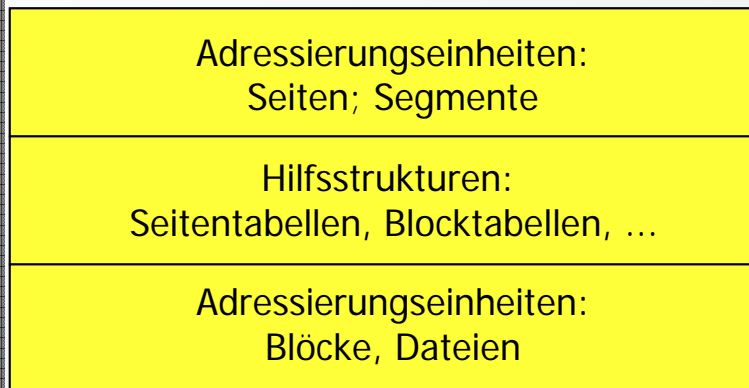 Adressierungseinheiten:
Seiten; Segmente
Hilfsstrukturen:
Seitentabellen, Blocktabellen, ...
Adressierungseinheiten:
Blöcke, Dateien